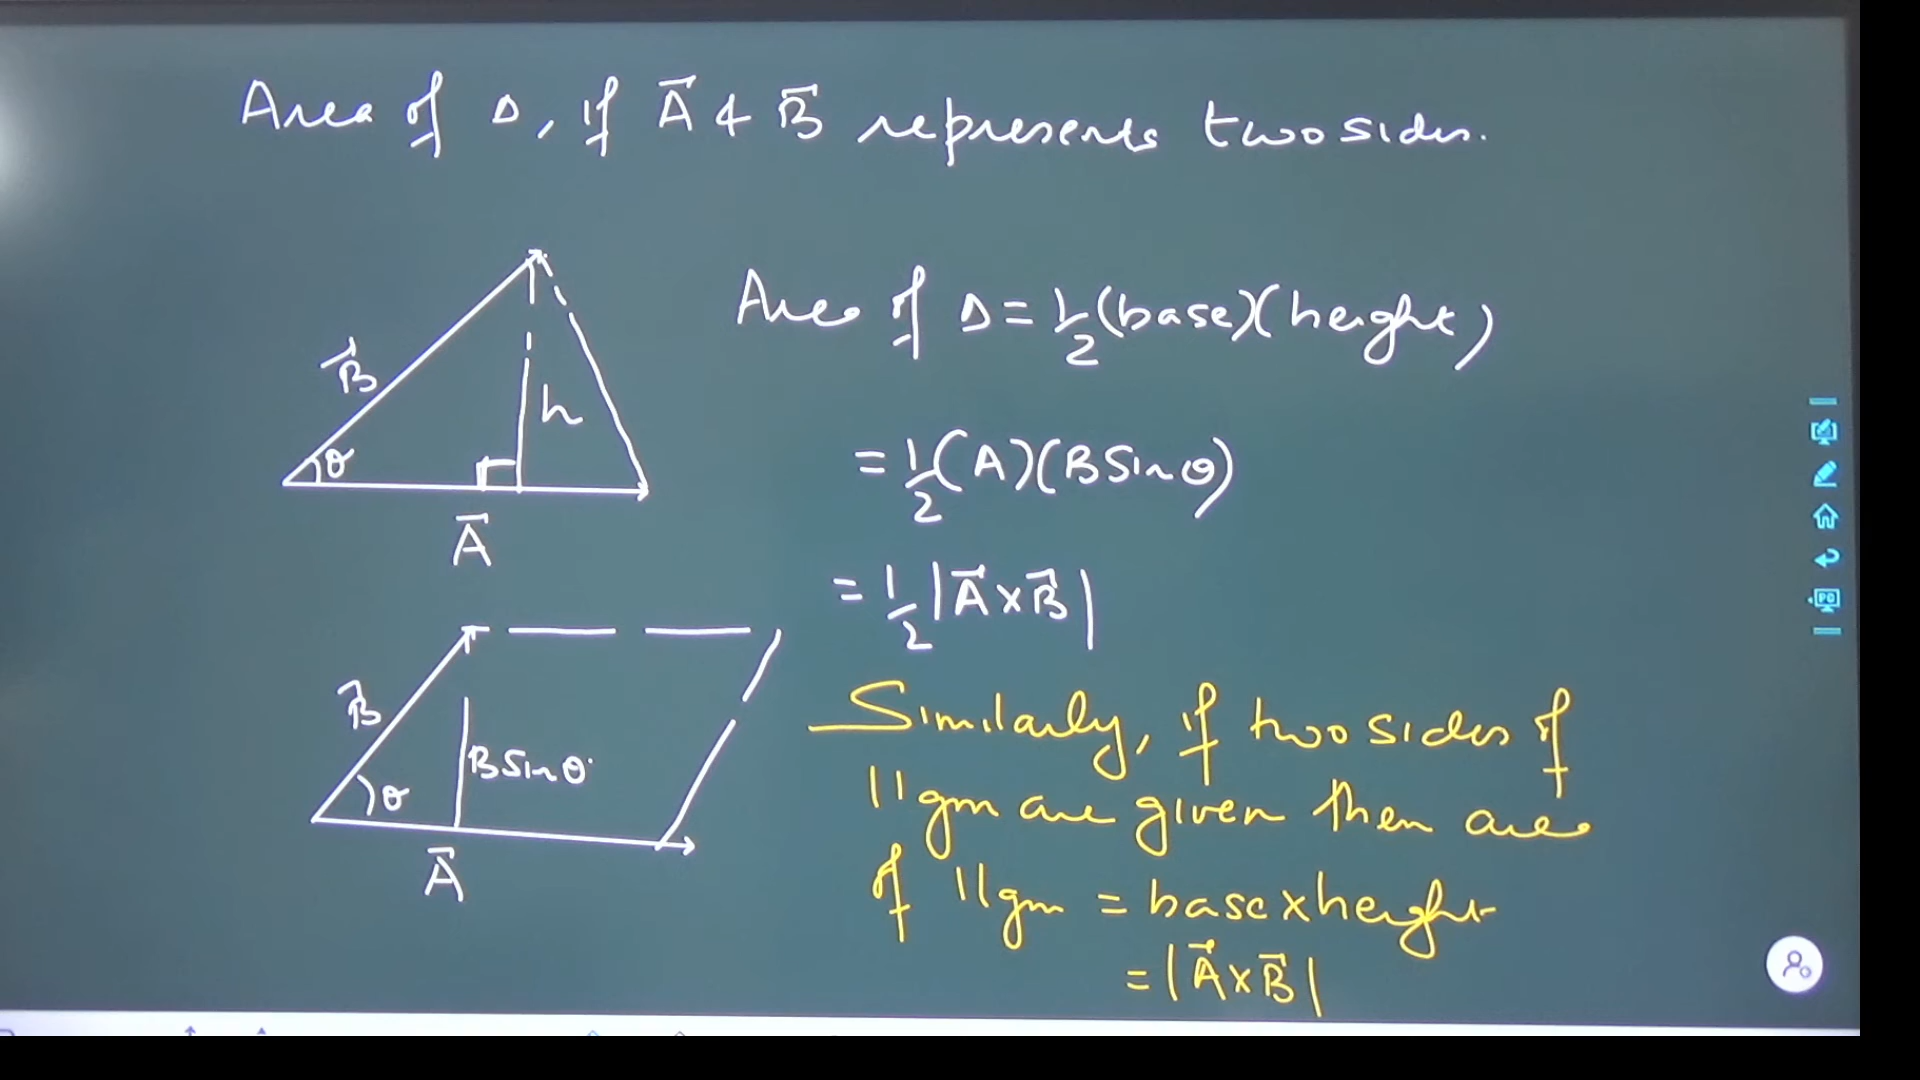 Area of Δ, if A⃗ & B⃗ represents two sides.
B⃗
h
θ
A⃗
Area of Δ = 1/2 (base)(height)
= 1/2 (A)(B Sin θ)
= 1/2 |A⃗ × B⃗|
B⃗
B Sin θ
θ
A⃗
Similarly, if two sides of
||gm are given then area
of ||gm = base × height
= |A⃗ × B⃗|
PC